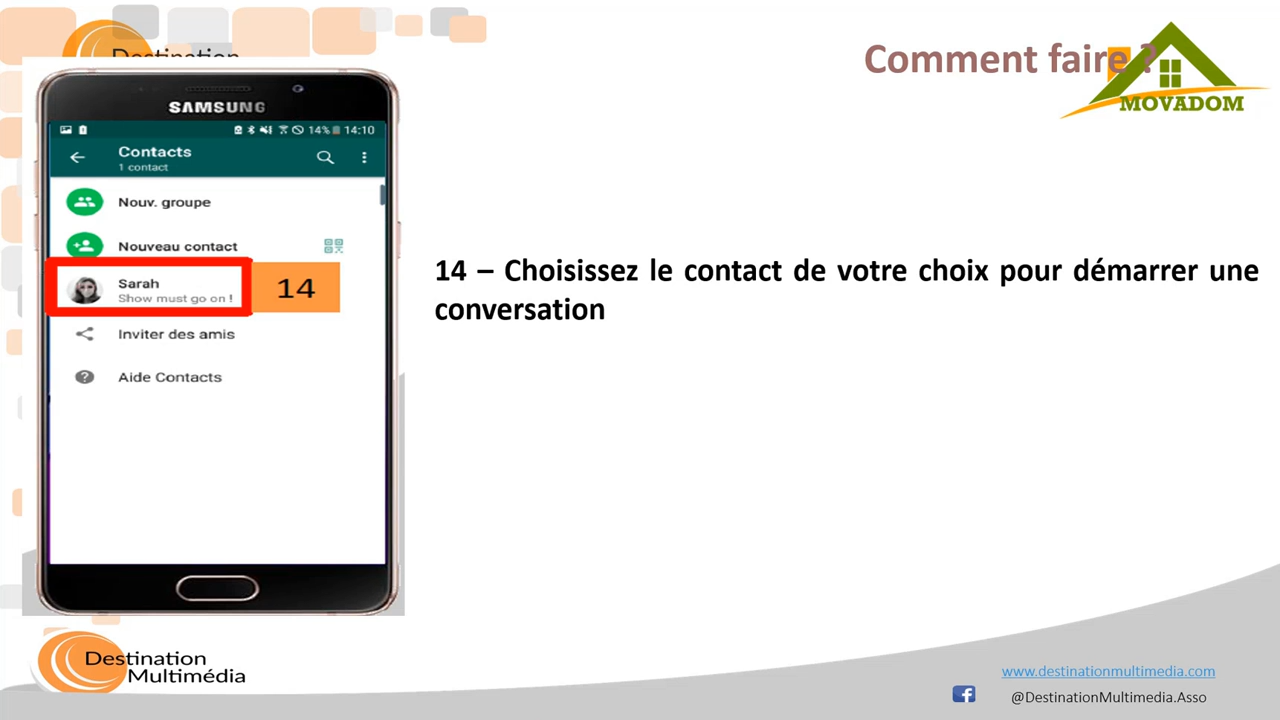 Destination
Comment faire ?
MOVADOM
SAMSUNG
14% 14:10
Contacts
1 contact
Nouv. groupe
Nouveau contact
Sarah
Show must go on !
14
Inviter des amis
Aide Contacts
14 – Choisissez le contact de votre choix pour démarrer une
conversation
Destination
Multimédia
www.destinationmultimedia.com
@DestinationMultimedia.Asso